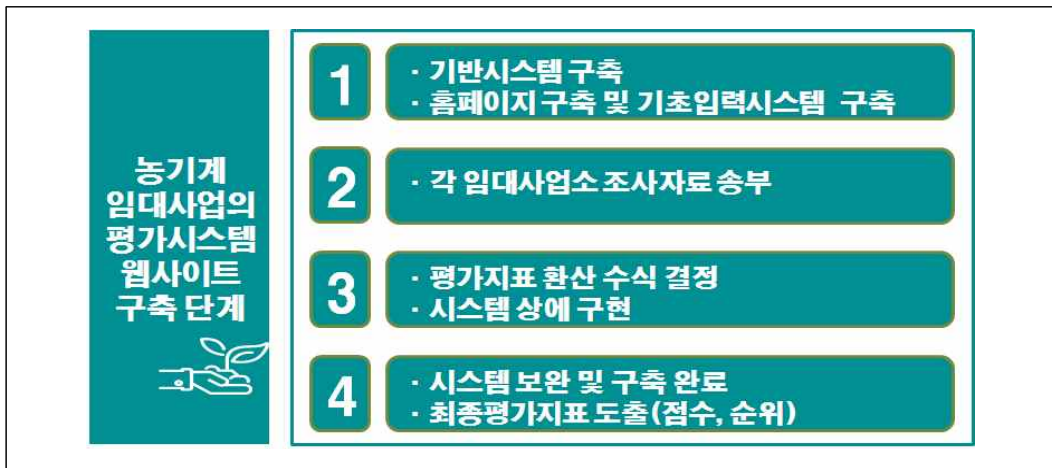 농기계
임대사업의
평가시스템
웹사이트
구축 단계
1
· 기반시스템 구축
· 홈페이지 구축 및 기초입력시스템 구축
2
· 각 임대사업소 조사자료 송부
3
· 평가지표 환산 수식 결정
· 시스템 상에 구현
4
· 시스템 보완 및 구축 완료
· 최종평가지표 도출(점수, 순위)